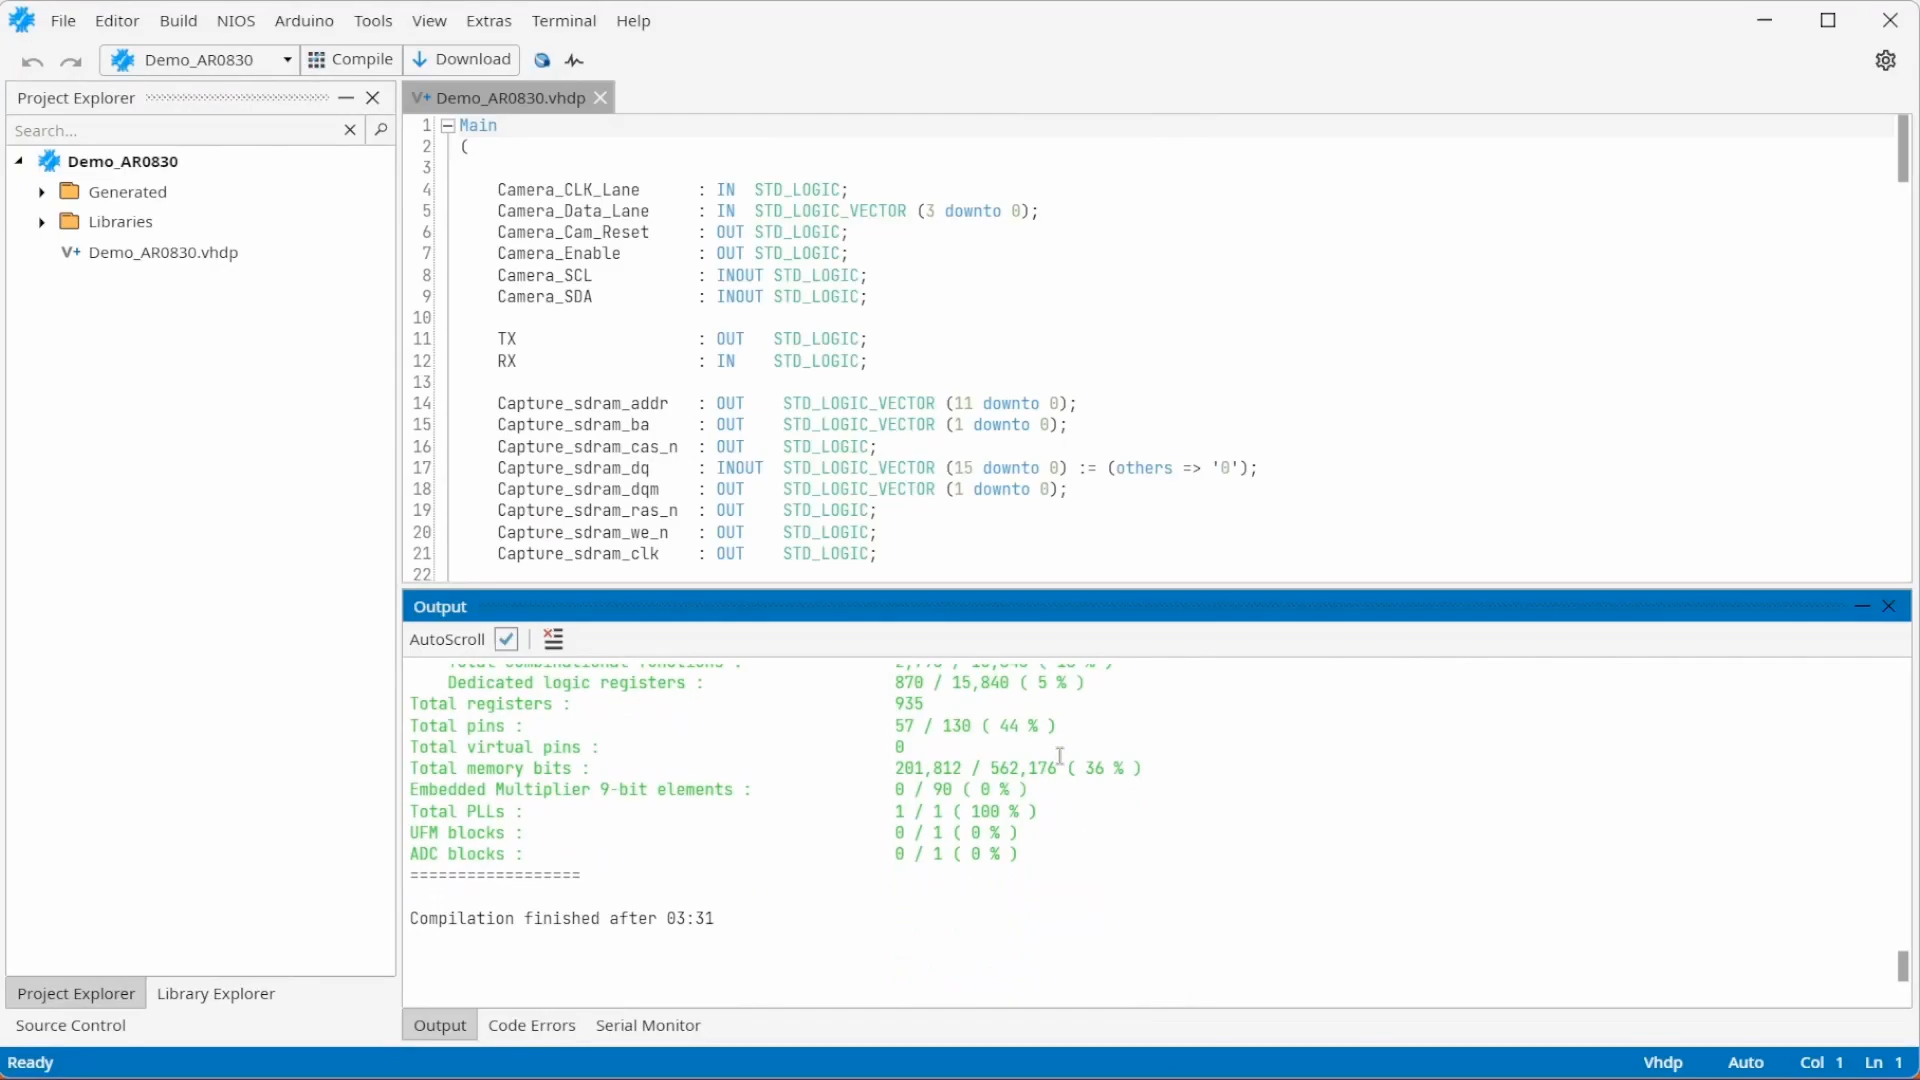 File Editor Build NIOS Arduino Tools View Extras Terminal Help
Demo_AR0830 Compile Download
Project Explorer
Search...
Demo_AR0830
Generated
Libraries
V+ Demo_AR0830.vhdp
V+ Demo_AR0830.vhdp
1 Main
2 (
3
4 Camera_CLK_Lane : IN STD_LOGIC;
5 Camera_Data_Lane : IN STD_LOGIC_VECTOR (3 downto 0);
6 Camera_Cam_Reset : OUT STD_LOGIC;
7 Camera_Enable : OUT STD_LOGIC;
8 Camera_SCL : INOUT STD_LOGIC;
9 Camera_SDA : INOUT STD_LOGIC;
10
11 TX : OUT STD_LOGIC;
12 RX : IN STD_LOGIC;
13
14 Capture_sdram_addr : OUT STD_LOGIC_VECTOR (11 downto 0);
15 Capture_sdram_ba : OUT STD_LOGIC_VECTOR (1 downto 0);
16 Capture_sdram_cas_n : OUT STD_LOGIC;
17 Capture_sdram_dq : INOUT STD_LOGIC_VECTOR (15 downto 0) := (others => '0');
18 Capture_sdram_dqm : OUT STD_LOGIC_VECTOR (1 downto 0);
19 Capture_sdram_ras_n : OUT STD_LOGIC;
20 Capture_sdram_we_n : OUT STD_LOGIC;
21 Capture_sdram_clk : OUT STD_LOGIC;
22
Output
AutoScroll
Total combinational functions :
Dedicated logic registers : 870 / 15,840 ( 5 % )
Total registers : 935
Total pins : 57 / 130 ( 44 % )
Total virtual pins : 0
Total memory bits : 201,812 / 562,176 ( 36 % )
Embedded Multiplier 9-bit elements : 0 / 90 ( 0 % )
Total PLLs : 1 / 1 ( 100 % )
UFM blocks : 0 / 1 ( 0 % )
ADC blocks : 0 / 1 ( 0 % )
==================
Compilation finished after 03:31
Project Explorer Library Explorer
Source Control
Output Code Errors Serial Monitor
Ready Vhdp Auto Col 1 Ln 1